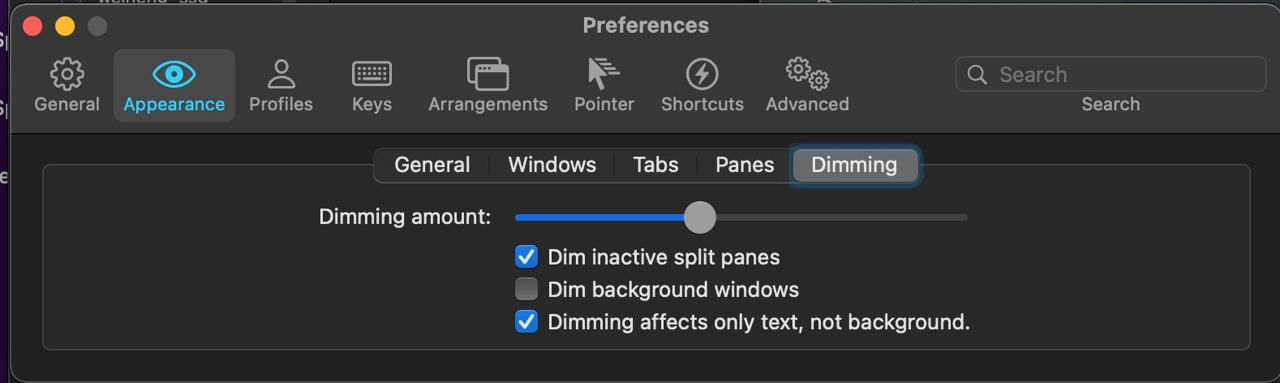 Preferences
General Appearance Profiles Keys Arrangements Pointer Shortcuts Advanced Search
Search
General Windows Tabs Panes Dimming
Dimming amount:
Dim inactive split panes
Dim background windows
Dimming affects only text, not background.